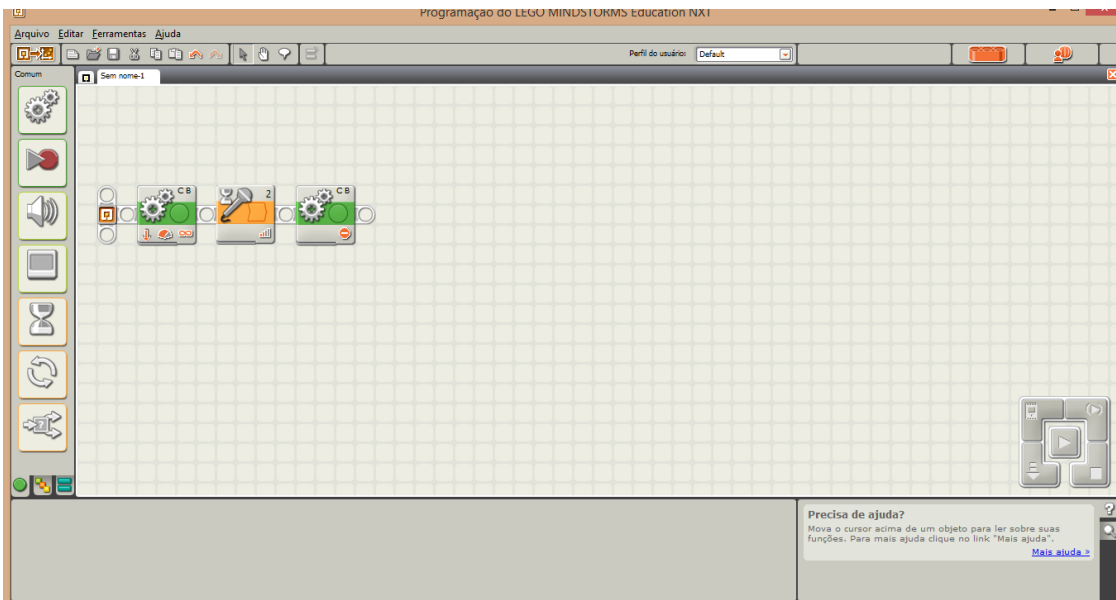 Programação do LEGO MINDSTORMS Education NXT
Arquivo Editar Ferramentas Ajuda
Perfil do usuário: Default
Comum
Sem nome-1
C B
2
C B
Precisa de ajuda?
Mova o cursor acima de um objeto para ler sobre suas
funções. Para mais ajuda clique no link "Mais ajuda".
Mais ajuda »